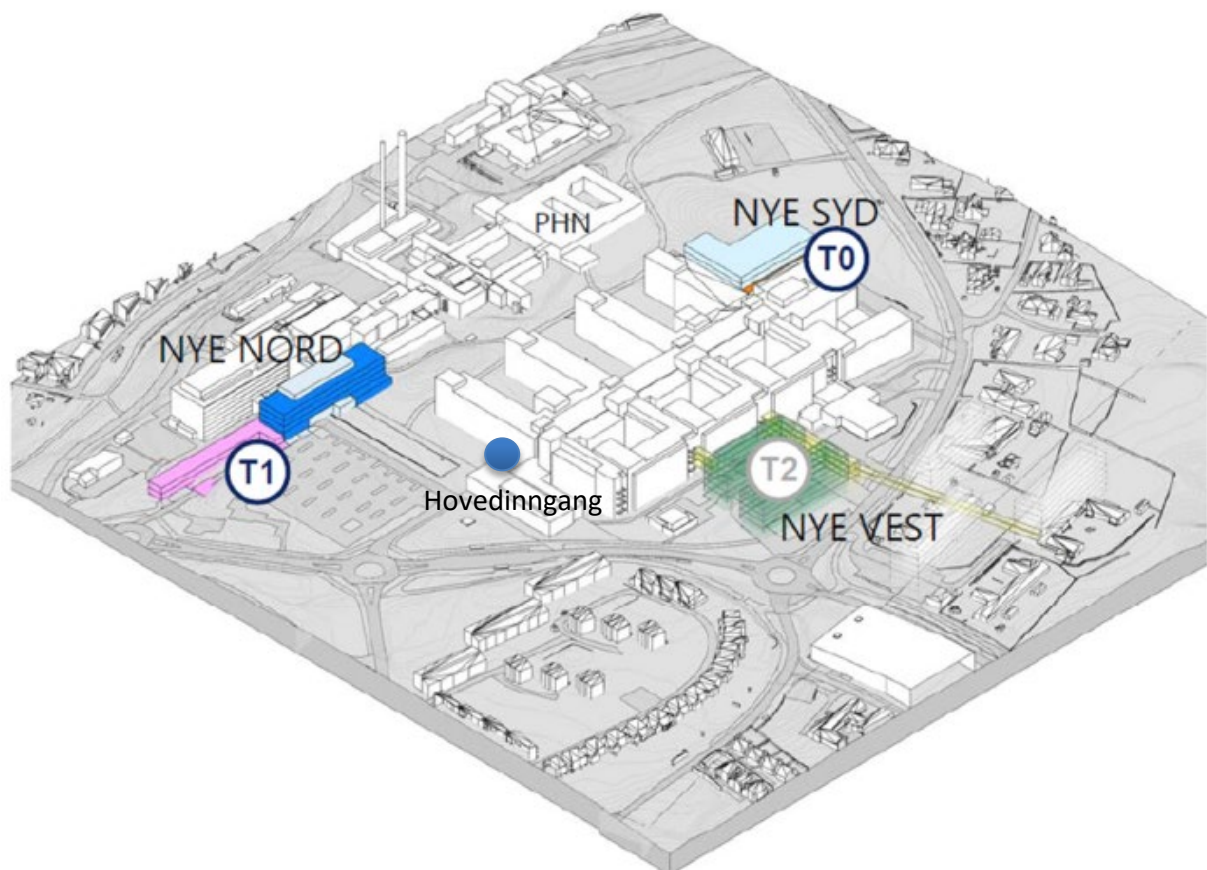 PHN
NYE SYD
T0
NYE NORD
T1
Hovedinngang
T2
NYE VEST